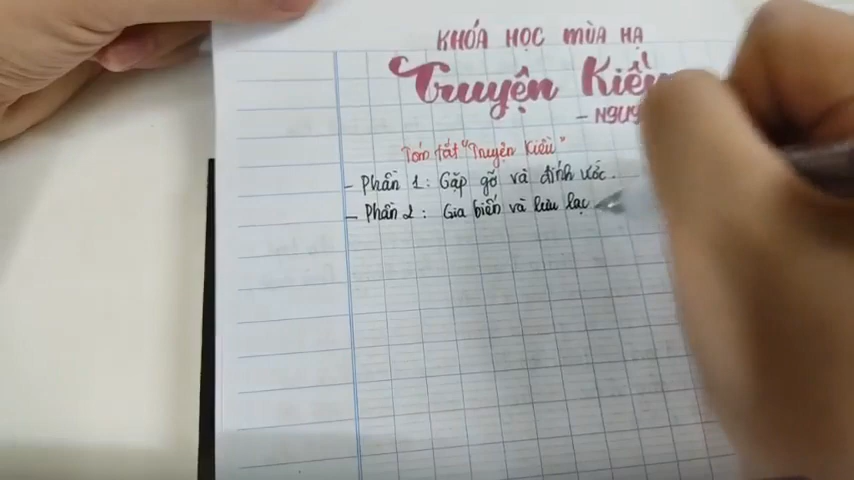 KHÓA HỌC MÙA HẠ
Truyện Kiều
- NGUY
Tóm tắt "Truyện Kiều"
- Phần 1: Gặp gỡ và đính ước.
- Phần 2: Gia biến và lưu lạc